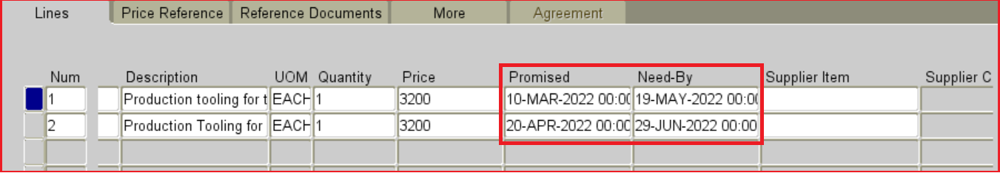 Lines Price Reference Reference Documents More Agreement
Num Description UOM Quantity Price Promised Need-By Supplier Item Supplier C
1 Production tooling for t EACH 1 3200 10-MAR-2022 00:00 19-MAY-2022 00:00
2 Production Tooling for EACH 1 3200 20-APR-2022 00:00 29-JUN-2022 00:00